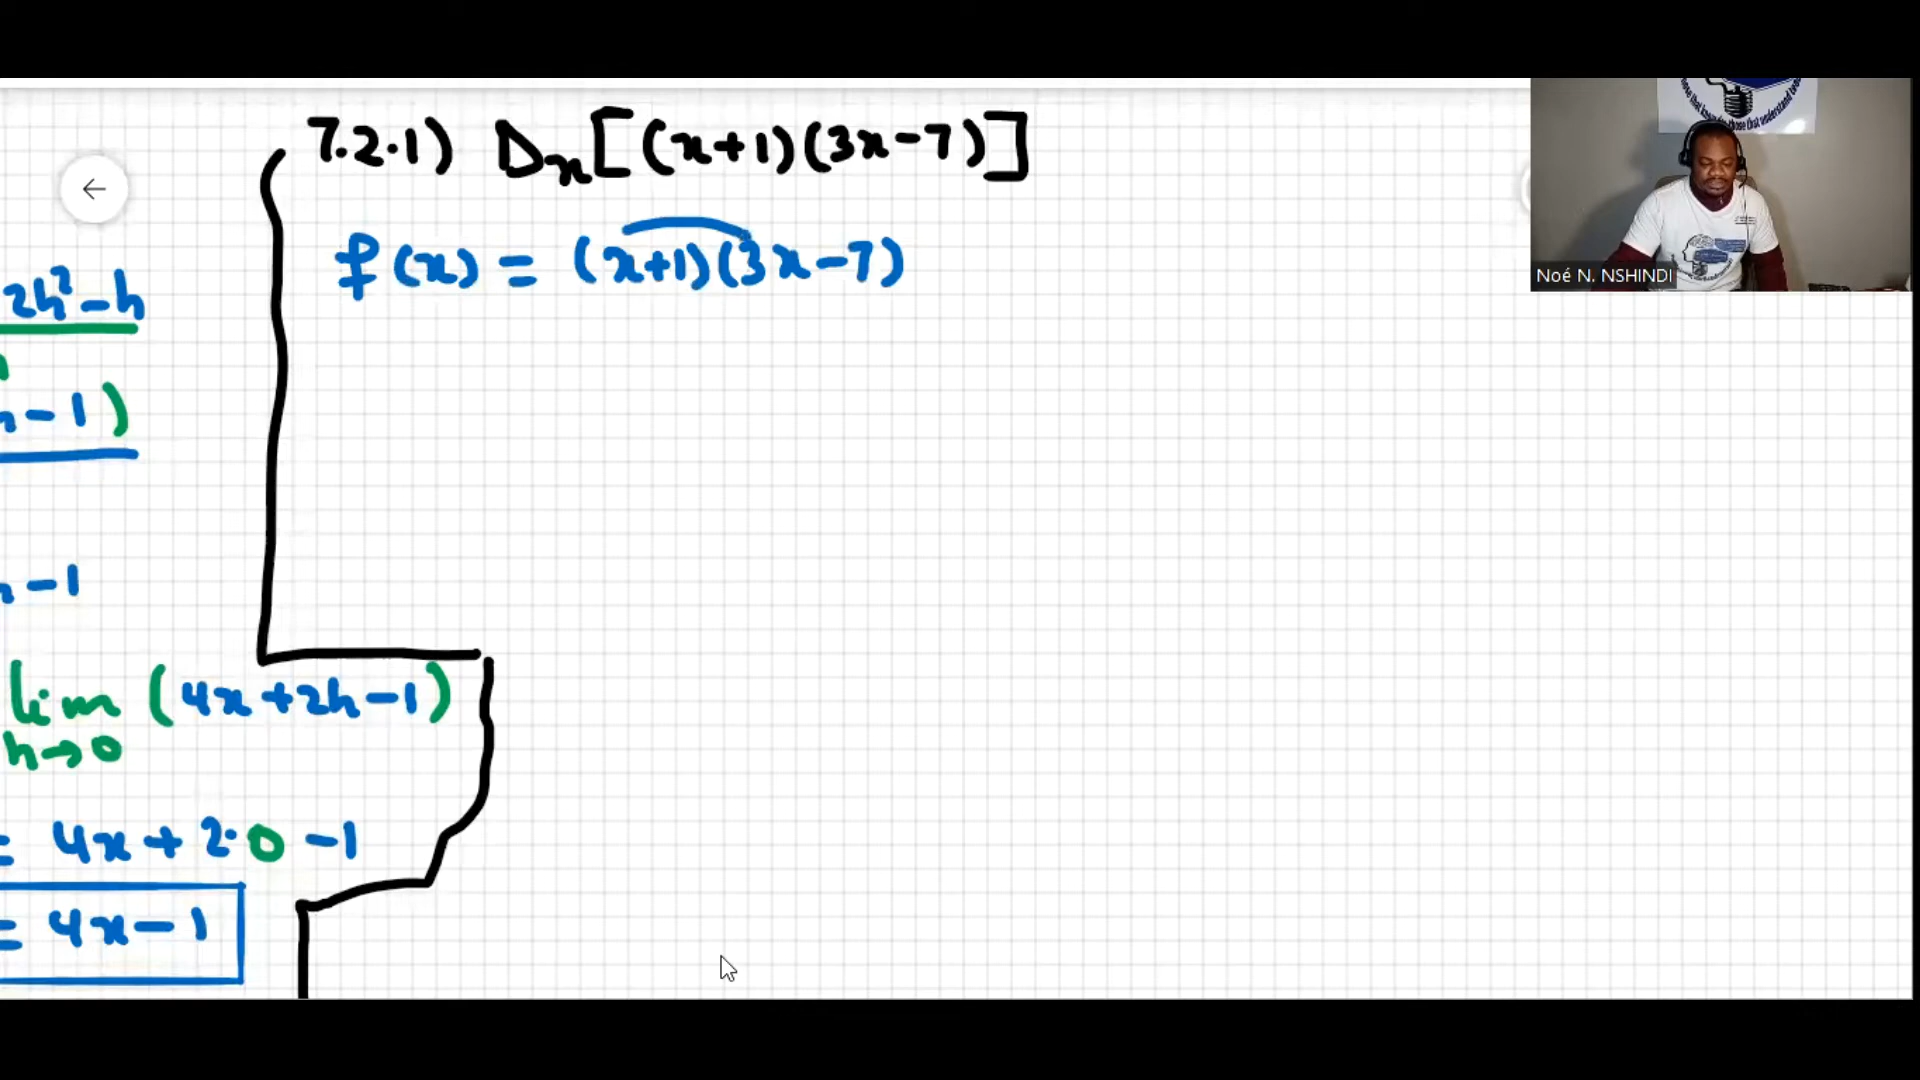 7.2.1) Dx[(x+1)(3x-7)]
f(x) = (x+1)(3x-7)
2h²-h
-1)
-1
lim (4x+2h-1)
h→0
= 4x+2·0-1
= 4x-1
Noé N. NSHINDI